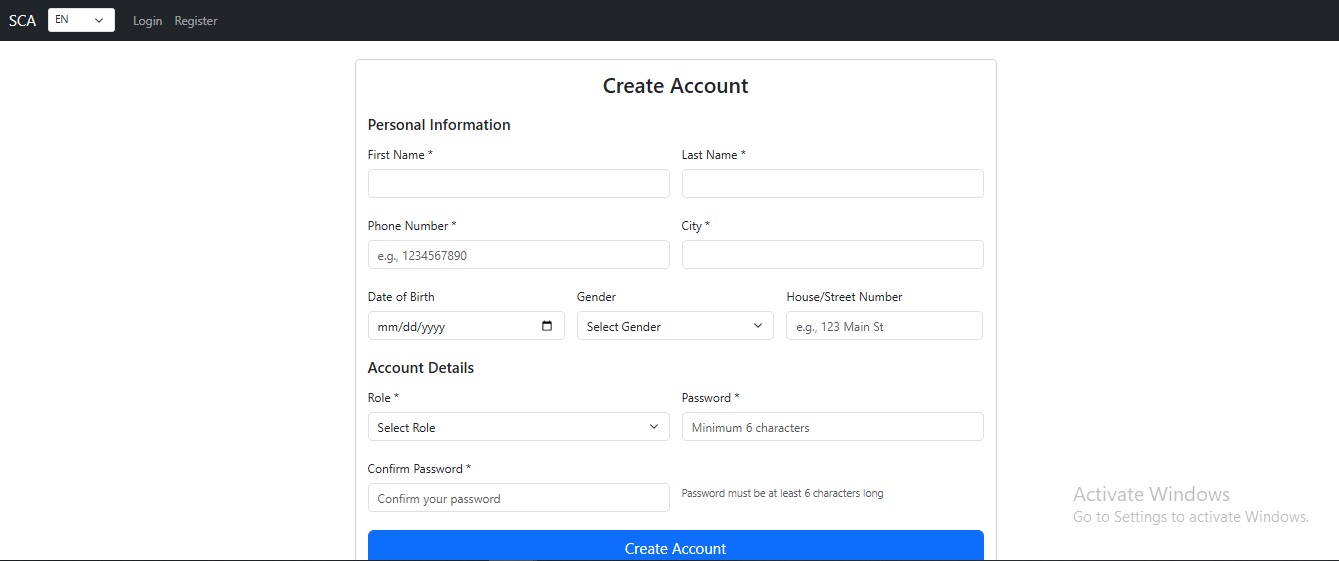 SCA EN Login Register
Create Account
Personal Information
First Name * Last Name *
Phone Number * City *
e.g., 1234567890
Date of Birth Gender House/Street Number
mm/dd/yyyy Select Gender e.g., 123 Main St
Account Details
Role * Password *
Select Role Minimum 6 characters
Confirm Password *
Confirm your password Password must be at least 6 characters long
Create Account
Activate Windows
Go to Settings to activate Windows.